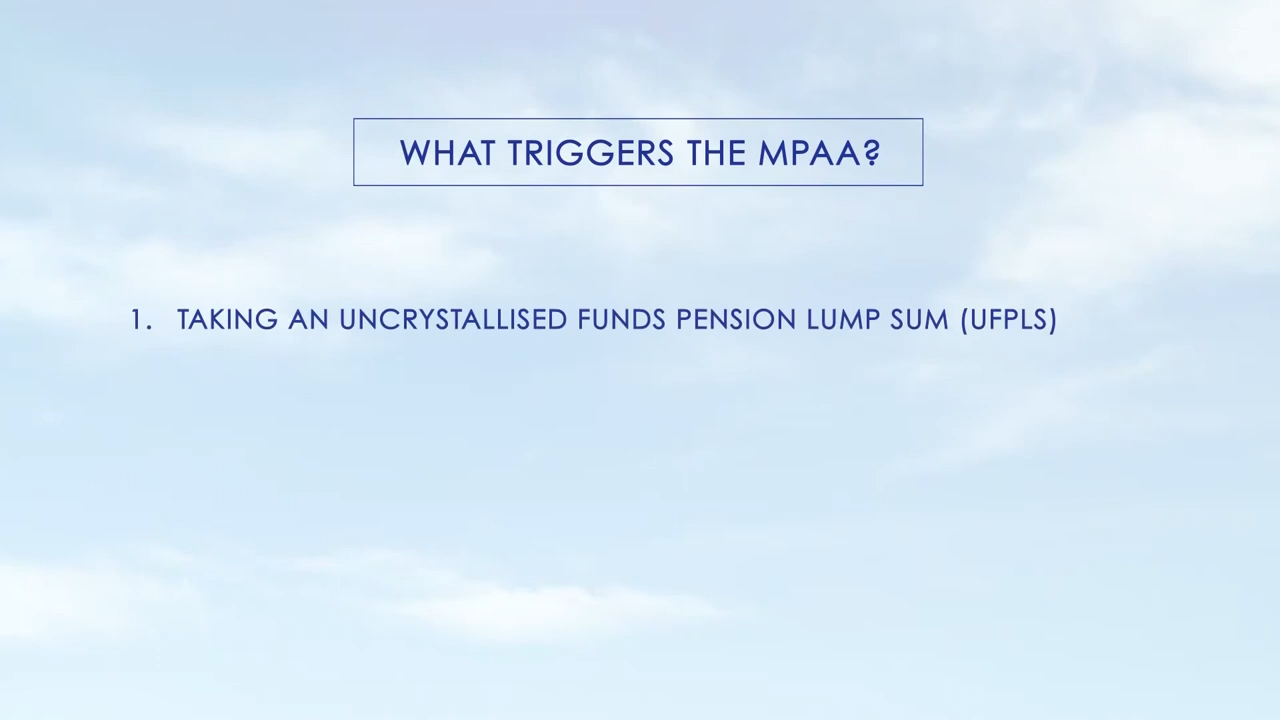 WHAT TRIGGERS THE MPAA?
1. TAKING AN UNCRYSTALLISED FUNDS PENSION LUMP SUM (UFPLS)